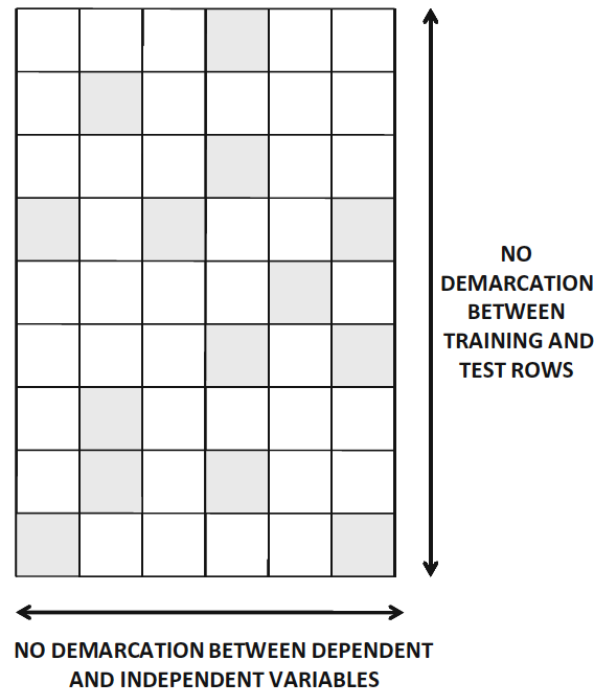 NO
DEMARCATION
BETWEEN
TRAINING AND
TEST ROWS
NO DEMARCATION BETWEEN DEPENDENT
AND INDEPENDENT VARIABLES